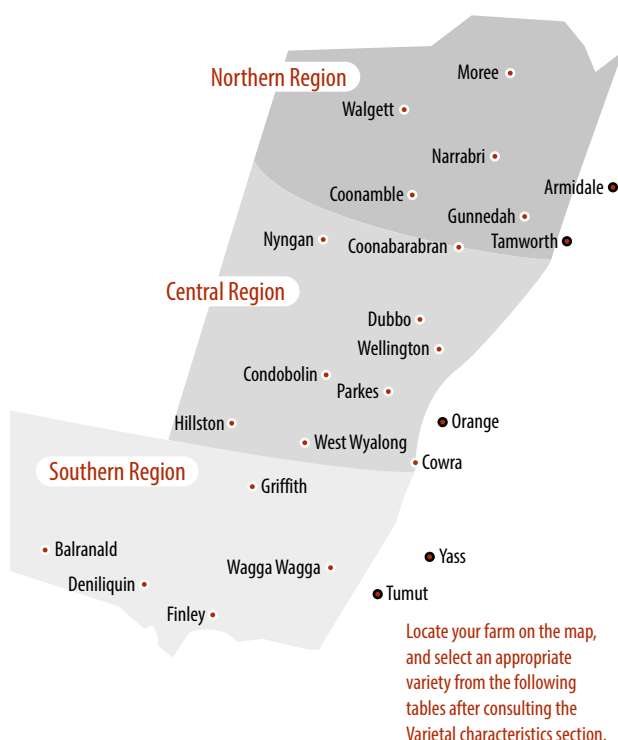 Northern Region
Moree
Walgett
Narrabri
Armidale
Coonamble
Gunnedah
Nyngan
Coonabarabran
Tamworth
Central Region
Dubbo
Wellington
Condobolin
Parkes
Hillston
Orange
West Wyalong
Cowra
Southern Region
Griffith
Balranald
Yass
Wagga Wagga
Deniliquin
Tumut
Finley
Locate your farm on the map,
and select an appropriate
variety from the following
tables after consulting the
Varietal characteristics section.